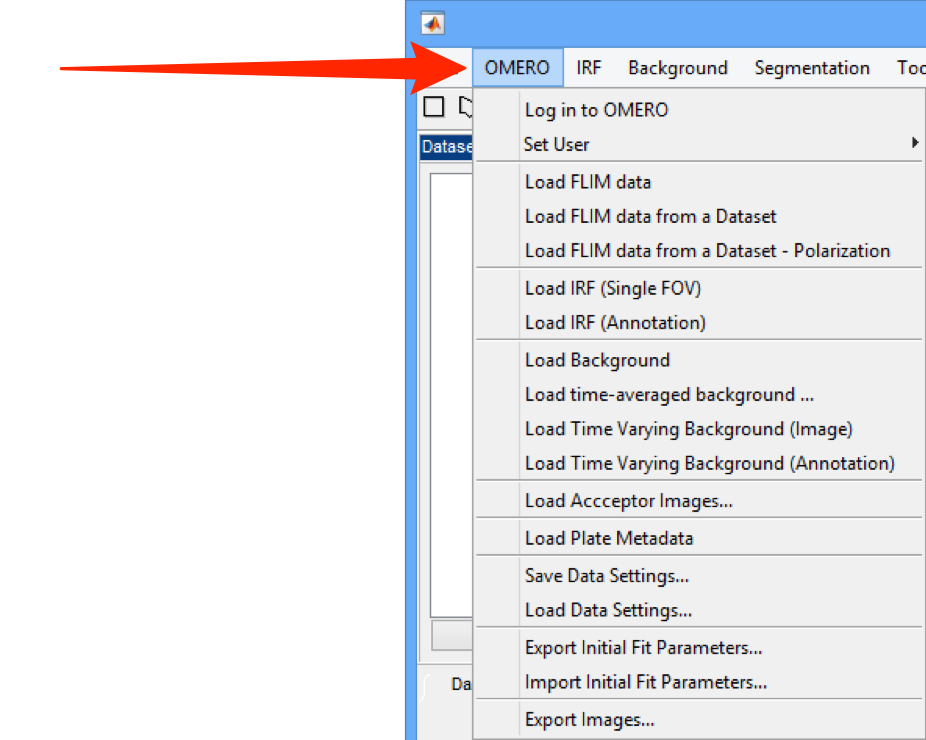 OMERO IRF Background Segmentation
Log in to OMERO
Set User
Load FLIM data
Load FLIM data from a Dataset
Load FLIM data from a Dataset - Polarization
Load IRF (Single FOV)
Load IRF (Annotation)
Load Background
Load time-averaged background ...
Load Time Varying Background (Image)
Load Time Varying Background (Annotation)
Load Accceptor Images...
Load Plate Metadata
Save Data Settings...
Load Data Settings...
Export Initial Fit Parameters...
Import Initial Fit Parameters...
Export Images...